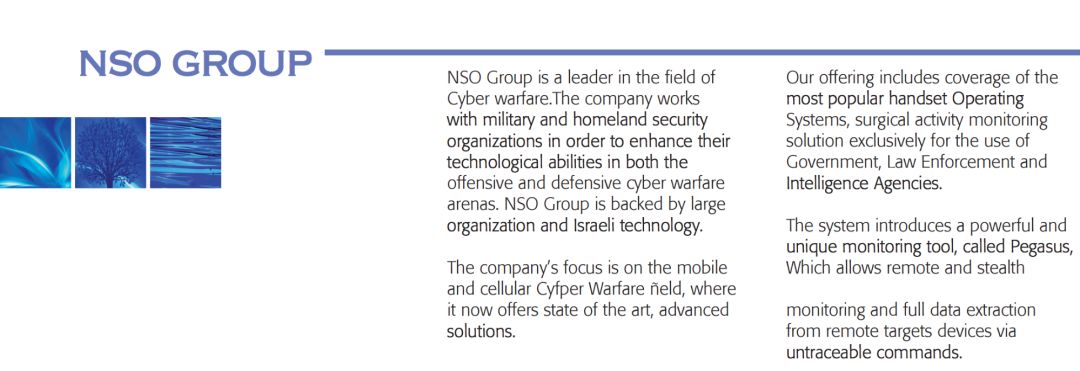 NSO GROUP
NSO Group is a leader in the field of
Cyber warfare.The company works
with military and homeland security
organizations in order to enhance their
technological abilities in both the
offensive and defensive cyber warfare
arenas. NSO Group is backed by large
organization and Israeli technology.
The company's focus is on the mobile
and cellular Cyfper Warfare ñeld, where
it now offers state of the art, advanced
solutions.
Our offering includes coverage of the
most popular handset Operating
Systems, surgical activity monitoring
solution exclusively for the use of
Government, Law Enforcement and
Intelligence Agencies.
The system introduces a powerful and
unique monitoring tool, called Pegasus,
Which allows remote and stealth
monitoring and full data extraction
from remote targets devices via
untraceable commands.